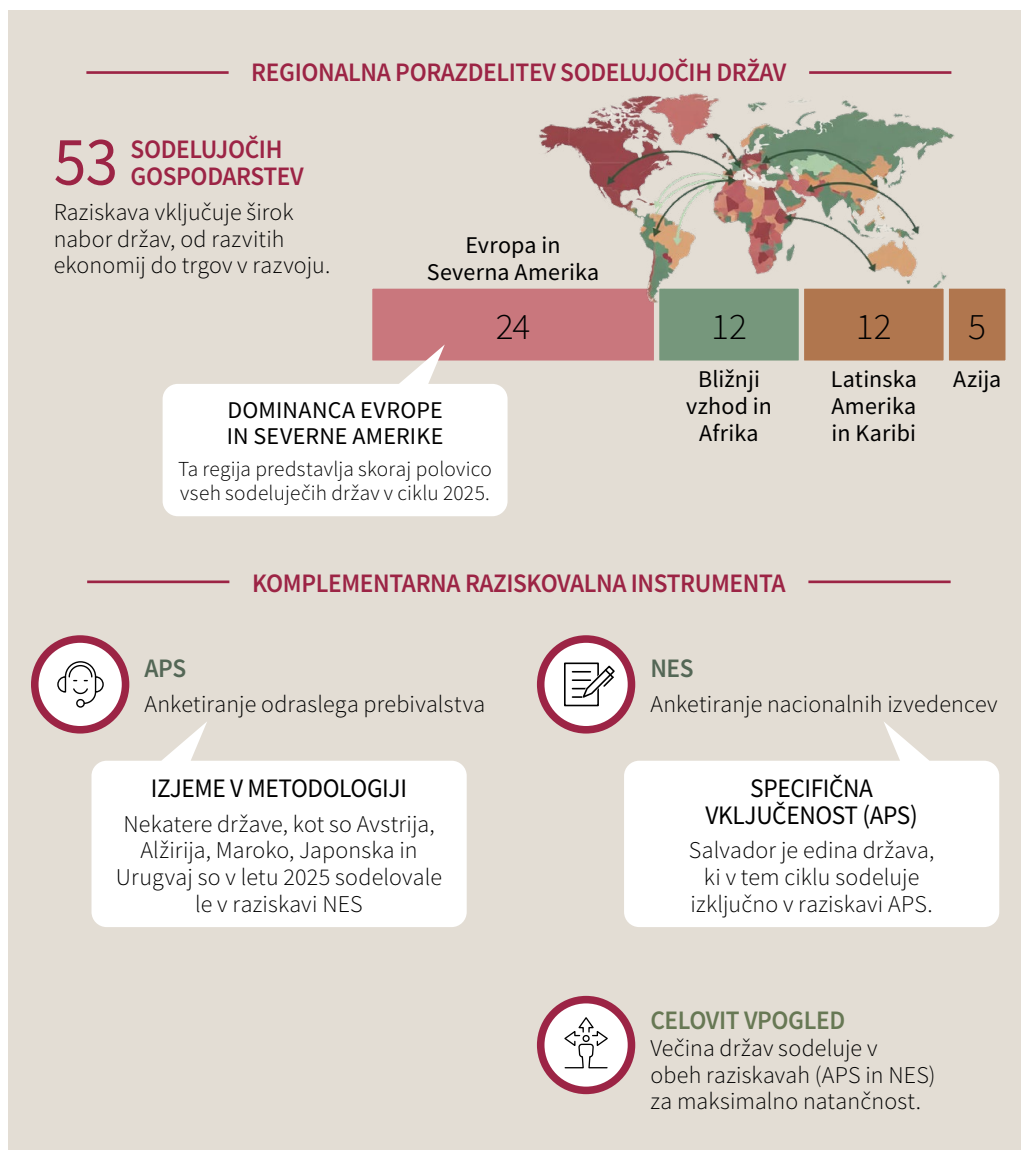 REGIONALNA PORAZDELITEV SODELUJOČIH DRŽAV
53 SODELUJOČIH
GOSPODARSTEV
Raziskava vključuje širok
nabor držav, od razvitih
ekonomij do trgov v razvoju.
Evropa in
Severna Amerika
24
12
12
5
Bližnji
vzhod in
Afrika
Latinska
Amerika
in Karibi
Azija
DOMINANCA EVROPE
IN SEVERNE AMERIKE
Ta regija predstavlja skoraj polovico
vseh sodeluječih držav v ciklu 2025.
KOMPLEMENTARNA RAZISKOVALNA INSTRUMENTA
APS
Anketiranje odraslega prebivalstva
IZJEME V METODOLOGIJI
Nekatere države, kot so Avstrija,
Alžirija, Maroko, Japonska in
Urugvaj so v letu 2025 sodelovale
le v raziskavi NES
NES
Anketiranje nacionalnih izvedencev
SPECIFIČNA
VKLJUČENOST (APS)
Salvador je edina država,
ki v tem ciklu sodeluje
izključno v raziskavi APS.
CELOVIT VPOGLED
Večina držav sodeluje v
obeh raziskavah (APS in NES)
za maksimalno natančnost.